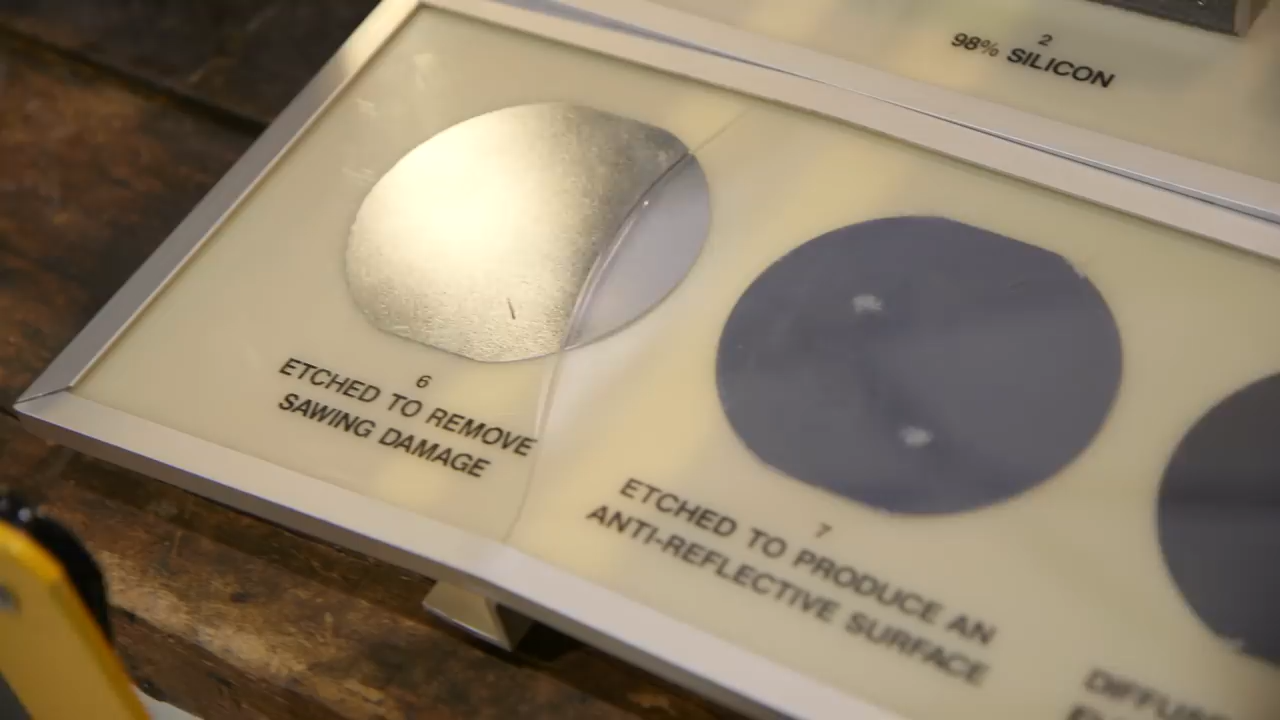 2
98% SILICON
6
ETCHED TO REMOVE
SAWING DAMAGE
7
ETCHED TO PRODUCE AN
ANTI-REFLECTIVE SURFACE